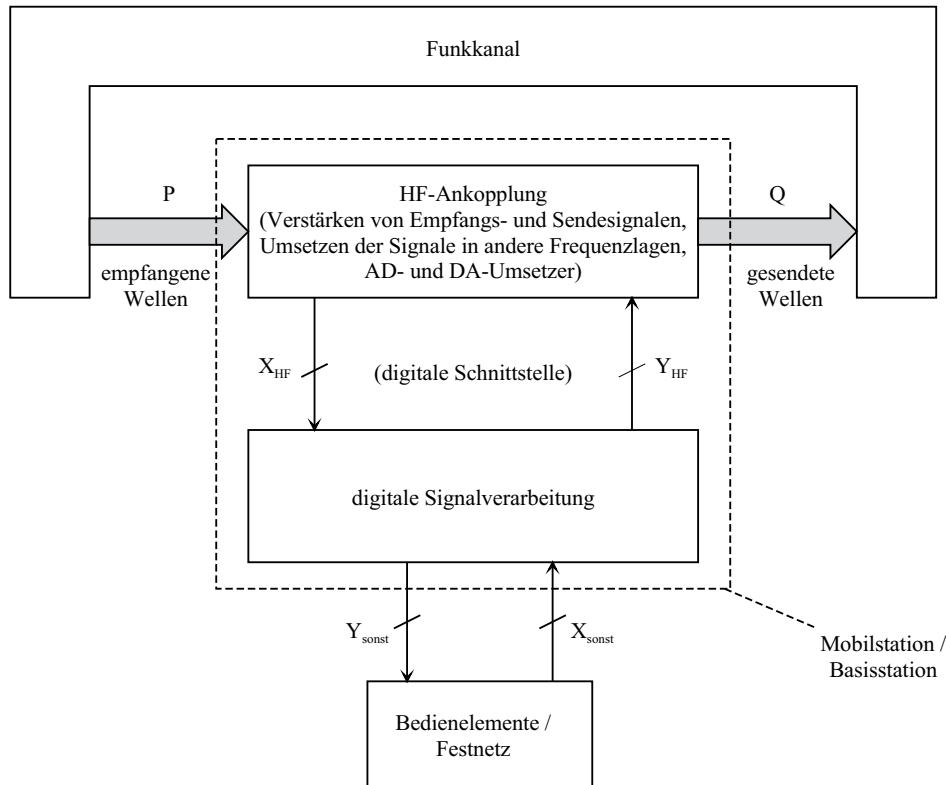 Funkkanal
P
HF-Ankopplung
(Verstärken von Empfangs- und Sendesignalen,
Umsetzen der Signale in andere Frequenzlagen,
AD- und DA-Umsetzer)
Q
empfangene
Wellen
gesendete
Wellen
X_HF
(digitale Schnittstelle)
Y_HF
digitale Signalverarbeitung
Y_sonst
X_sonst
Mobilstation /
Basisstation
Bedienelemente /
Festnetz